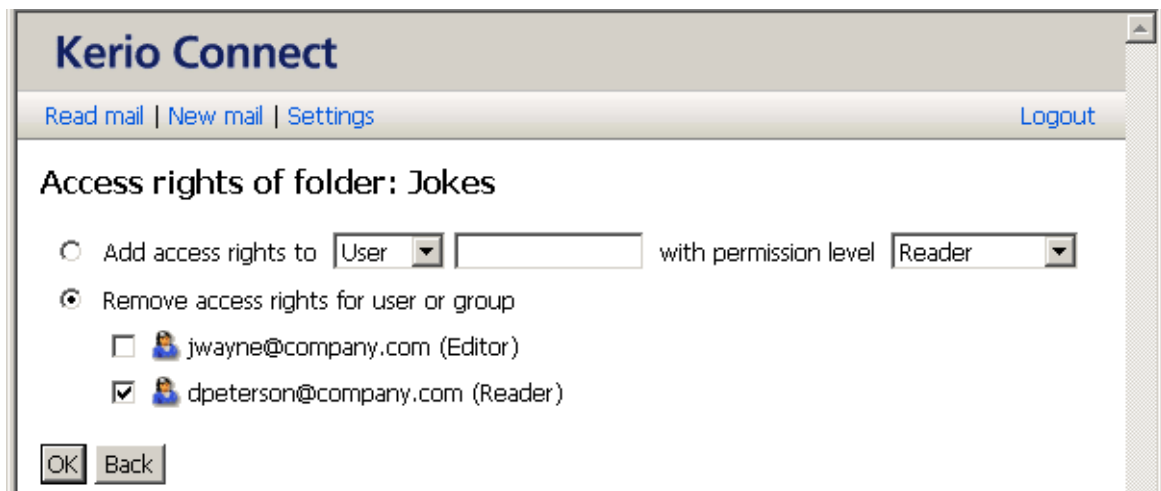 Kerio Connect
Read mail | New mail | Settings Logout
Access rights of folder: Jokes
Add access rights to User with permission level Reader
Remove access rights for user or group
jwayne@company.com (Editor)
dpeterson@company.com (Reader)
OK Back